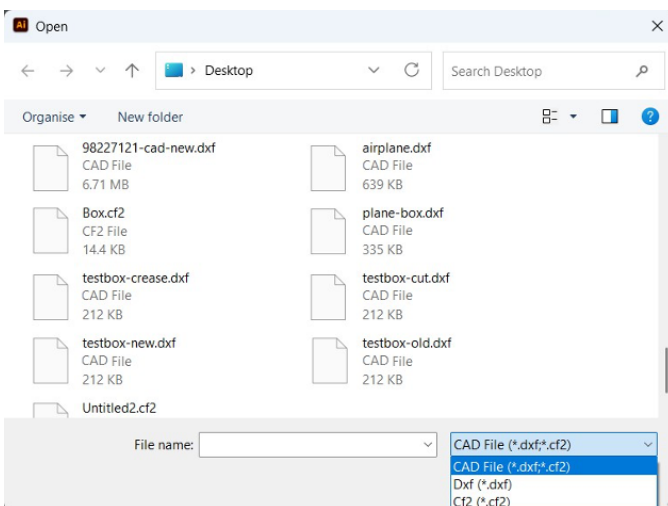 Ai Open
Desktop
Search Desktop
Organise
New folder
98227121-cad-new.dxf
CAD File
6.71 MB
airplane.dxf
CAD File
639 KB
Box.cf2
CF2 File
14.4 KB
plane-box.dxf
CAD File
335 KB
testbox-crease.dxf
CAD File
212 KB
testbox-cut.dxf
CAD File
212 KB
testbox-new.dxf
CAD File
212 KB
testbox-old.dxf
CAD File
212 KB
Untitled2.cf2
File name:
CAD File (*.dxf;*.cf2)
CAD File (*.dxf;*.cf2)
Dxf (*.dxf)
Cf2 (*.cf2)